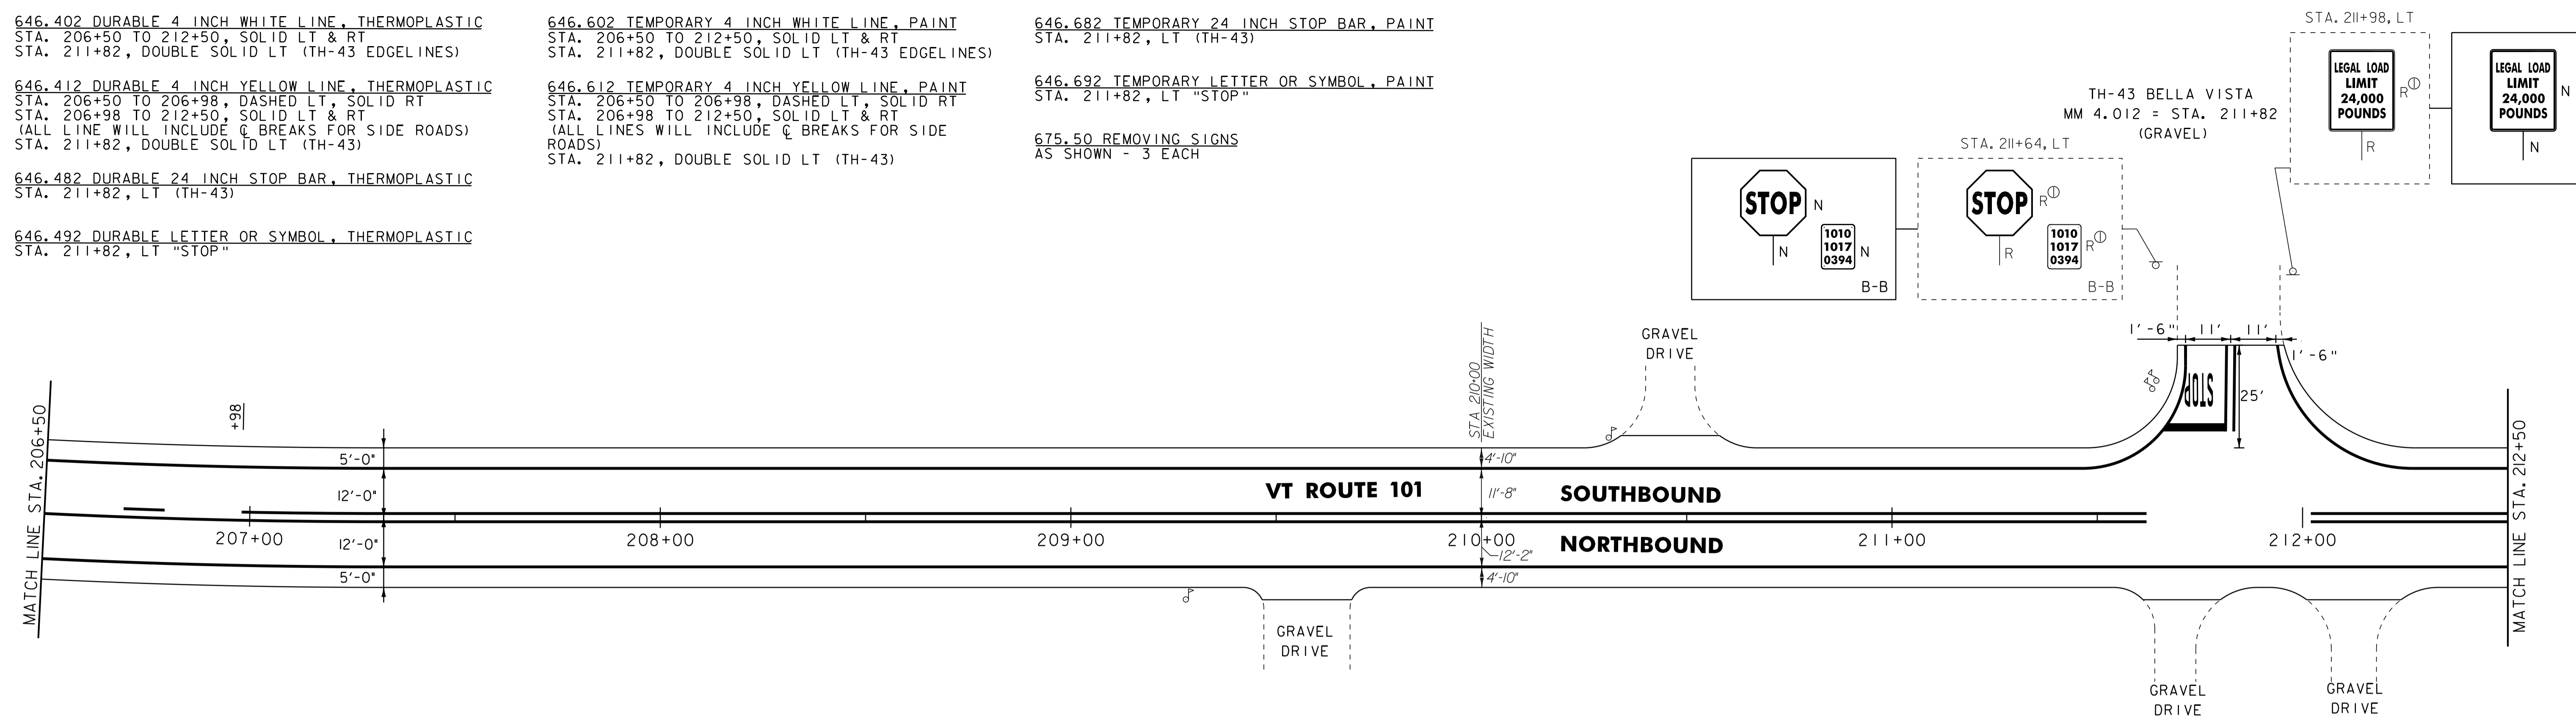 646.402 DURABLE 4 INCH WHITE LINE, THERMOPLASTIC
STA. 206+50 TO 212+50, SOLID LT & RT
STA. 211+82, DOUBLE SOLID LT (TH-43 EDGELINES)
646.412 DURABLE 4 INCH YELLOW LINE, THERMOPLASTIC
STA. 206+50 TO 206+98, DASHED LT, SOLID RT
STA. 206+98 TO 212+50, SOLID LT & RT
(ALL LINE WILL INCLUDE ℄ BREAKS FOR SIDE ROADS)
STA. 211+82, DOUBLE SOLID LT (TH-43)
646.482 DURABLE 24 INCH STOP BAR, THERMOPLASTIC
STA. 211+82, LT (TH-43)
646.492 DURABLE LETTER OR SYMBOL, THERMOPLASTIC
STA. 211+82, LT "STOP"
646.602 TEMPORARY 4 INCH WHITE LINE, PAINT
STA. 206+50 TO 212+50, SOLID LT & RT
STA. 211+82, DOUBLE SOLID LT (TH-43 EDGELINES)
646.612 TEMPORARY 4 INCH YELLOW LINE, PAINT
STA. 206+50 TO 206+98, DASHED LT, SOLID RT
STA. 206+98 TO 212+50, SOLID LT & RT
(ALL LINES WILL INCLUDE ℄ BREAKS FOR SIDE
ROADS)
STA. 211+82, DOUBLE SOLID LT (TH-43)
646.682 TEMPORARY 24 INCH STOP BAR, PAINT
STA. 211+82, LT (TH-43)
646.692 TEMPORARY LETTER OR SYMBOL, PAINT
STA. 211+82, LT "STOP"
675.50 REMOVING SIGNS
AS SHOWN - 3 EACH
STA. 211+98, LT
LEGAL LOAD
LIMIT
24,000
POUNDS
R①
R
LEGAL LOAD
LIMIT
24,000
POUNDS
N
N
TH-43 BELLA VISTA
MM 4.012 = STA. 211+82
(GRAVEL)
STOP
N
N
1010
1017
0394
N
B-B
STA. 211+64, LT
STOP
R①
R
1010
1017
0394
R①
B-B
1'-6"
11'
11'
1'-6"
STOP
25'
GRAVEL
DRIVE
STA 210+00
EXISTING WIDTH
+98
MATCH LINE STA. 206+50
5'-0"
12'-0"
12'-0"
5'-0"
4'-10"
11'-8"
12'-2"
4'-10"
VT ROUTE 101
SOUTHBOUND
NORTHBOUND
207+00
208+00
209+00
210+00
211+00
212+00
MATCH LINE STA. 212+50
GRAVEL
DRIVE
GRAVEL
DRIVE
GRAVEL
DRIVE